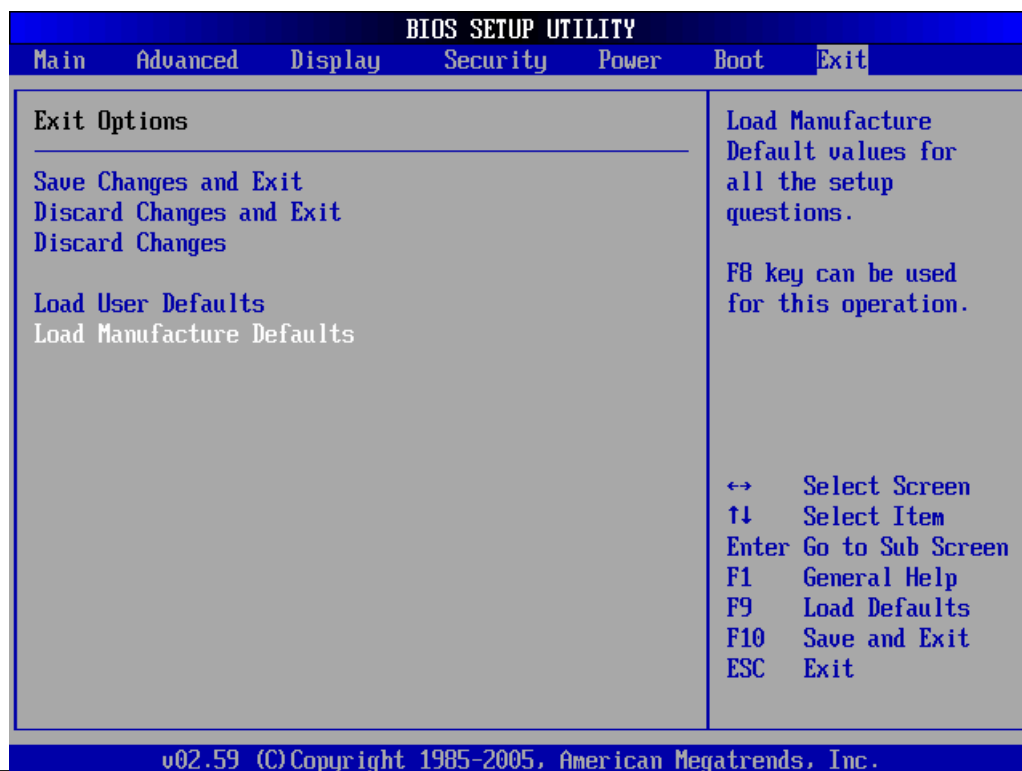 BIOS SETUP UTILITY
Main Advanced Display Security Power Boot Exit
Exit Options
Save Changes and Exit
Discard Changes and Exit
Discard Changes
Load User Defaults
Load Manufacture Defaults
Load Manufacture
Default values for
all the setup
questions.
F8 key can be used
for this operation.
↔ Select Screen
↑↓ Select Item
Enter Go to Sub Screen
F1 General Help
F9 Load Defaults
F10 Save and Exit
ESC Exit
v02.59 (C)Copyright 1985-2005, American Megatrends, Inc.